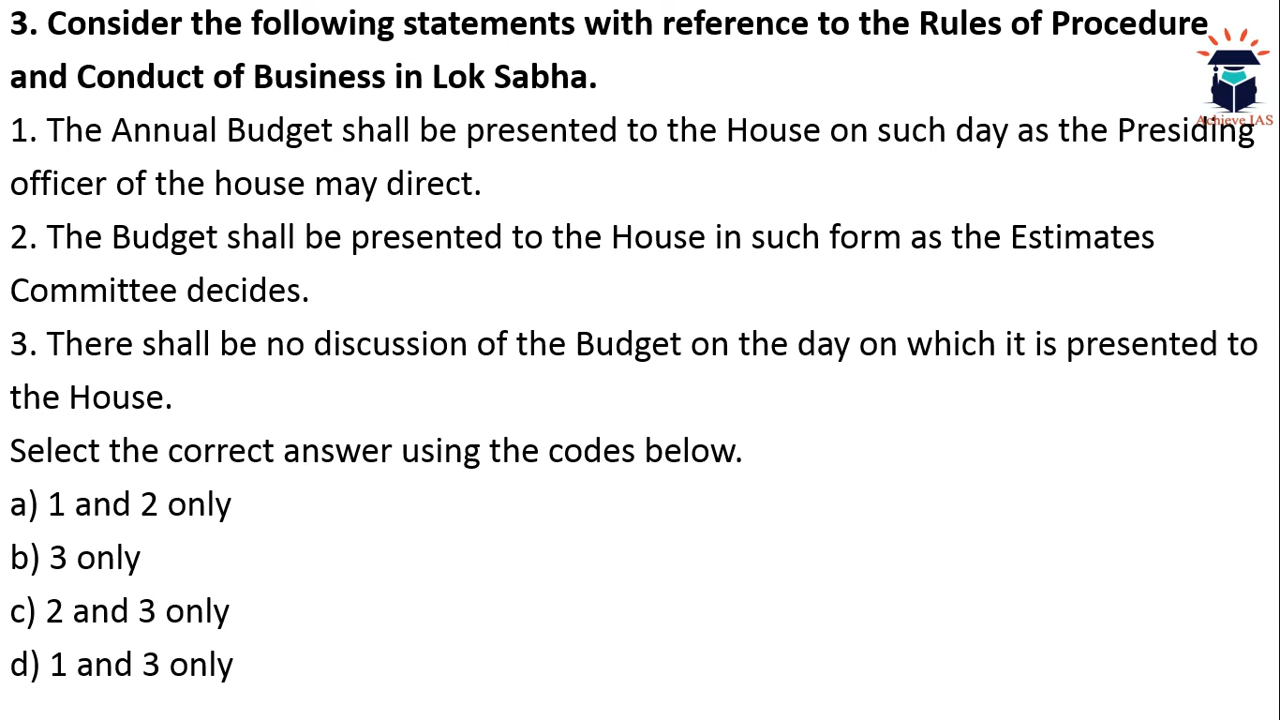 3. Consider the following statements with reference to the Rules of Procedure
and Conduct of Business in Lok Sabha.
1. The Annual Budget shall be presented to the House on such day as the Presiding
officer of the house may direct.
2. The Budget shall be presented to the House in such form as the Estimates
Committee decides.
3. There shall be no discussion of the Budget on the day on which it is presented to
the House.
Select the correct answer using the codes below.
a) 1 and 2 only
b) 3 only
c) 2 and 3 only
d) 1 and 3 only
Achieve IAS